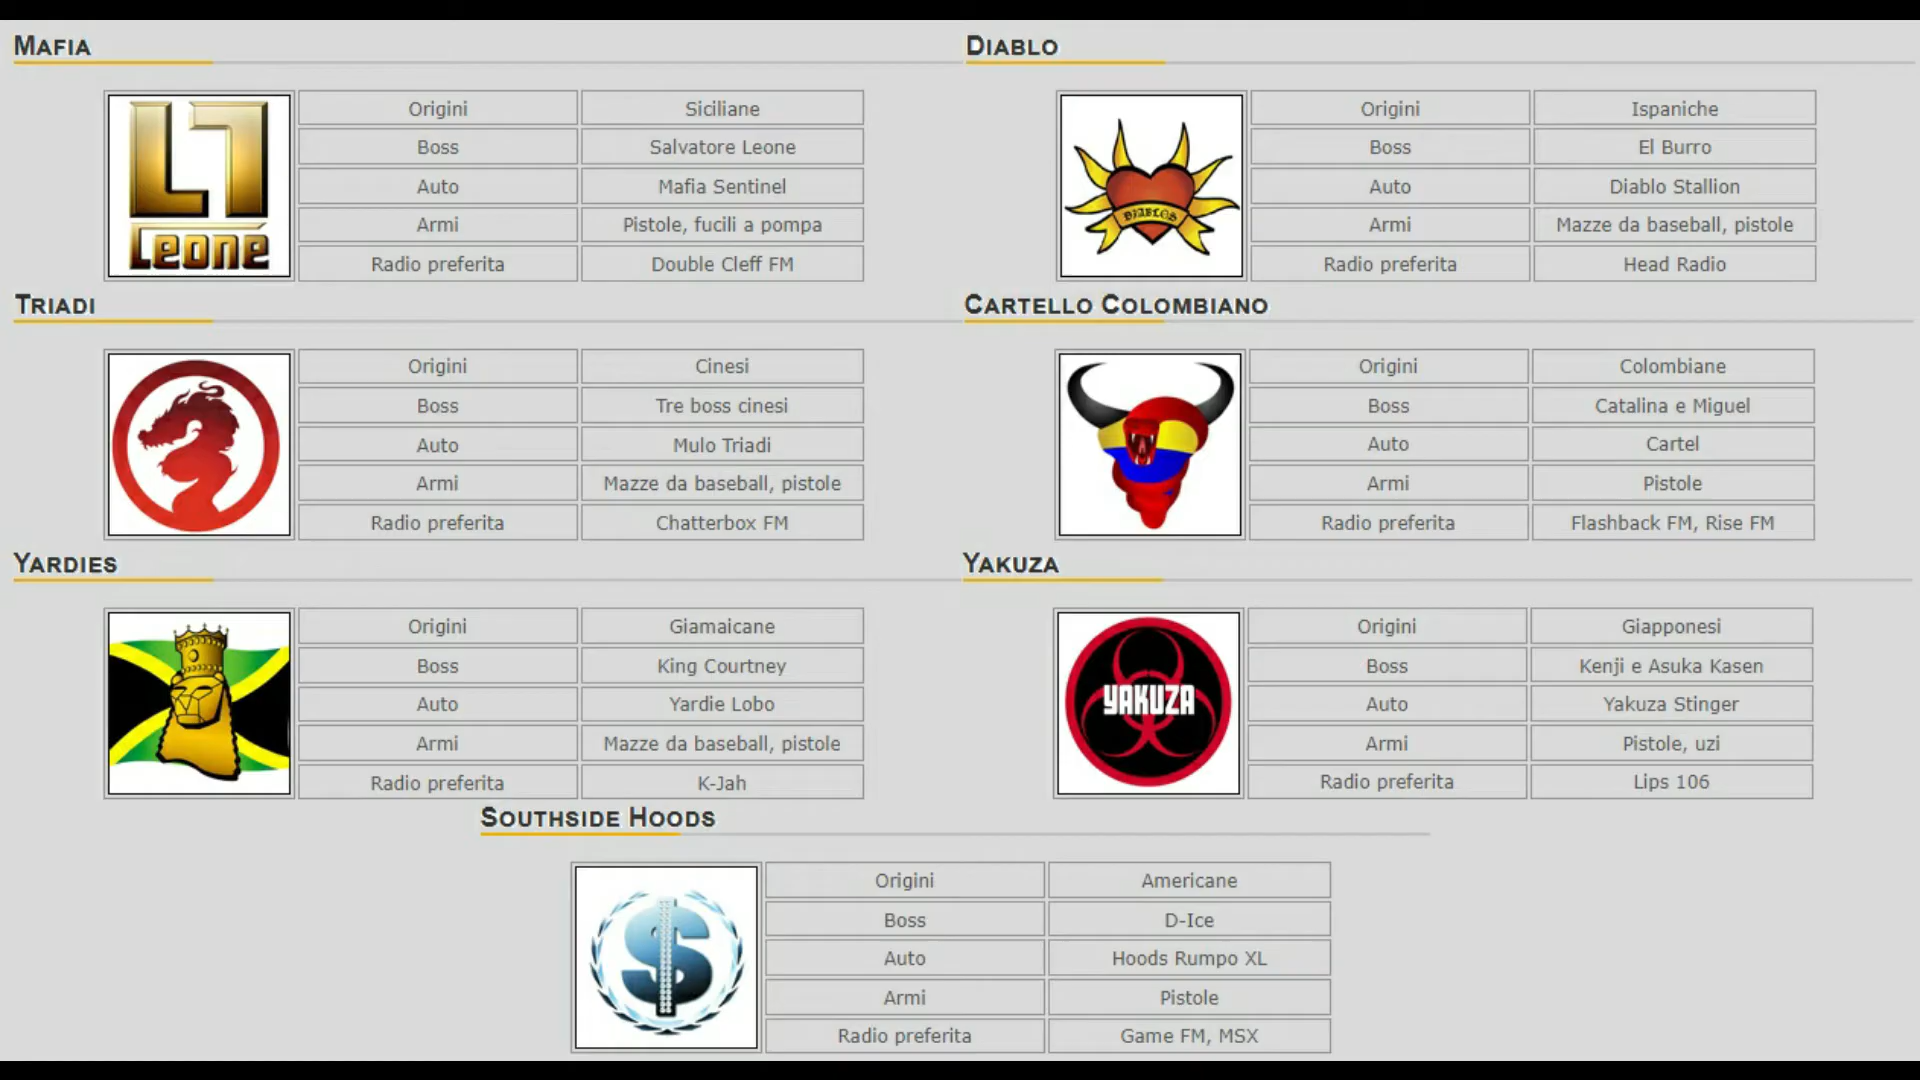 MAFIA
L
Leone
Origini Siciliane
Boss Salvatore Leone
Auto Mafia Sentinel
Armi Pistole, fucili a pompa
Radio preferita Double Cleff FM
DIABLO
DIABLOS
Origini Ispaniche
Boss El Burro
Auto Diablo Stallion
Armi Mazze da baseball, pistole
Radio preferita Head Radio
TRIADI
Origini Cinesi
Boss Tre boss cinesi
Auto Mulo Triadi
Armi Mazze da baseball, pistole
Radio preferita Chatterbox FM
CARTELLO COLOMBIANO
Origini Colombiane
Boss Catalina e Miguel
Auto Cartel
Armi Pistole
Radio preferita Flashback FM, Rise FM
YARDIES
Origini Giamaicane
Boss King Courtney
Auto Yardie Lobo
Armi Mazze da baseball, pistole
Radio preferita K-Jah
YAKUZA
YAKUZA
Origini Giapponesi
Boss Kenji e Asuka Kasen
Auto Yakuza Stinger
Armi Pistole, uzi
Radio preferita Lips 106
SOUTHSIDE HOODS
$
Origini Americane
Boss D-Ice
Auto Hoods Rumpo XL
Armi Pistole
Radio preferita Game FM, MSX